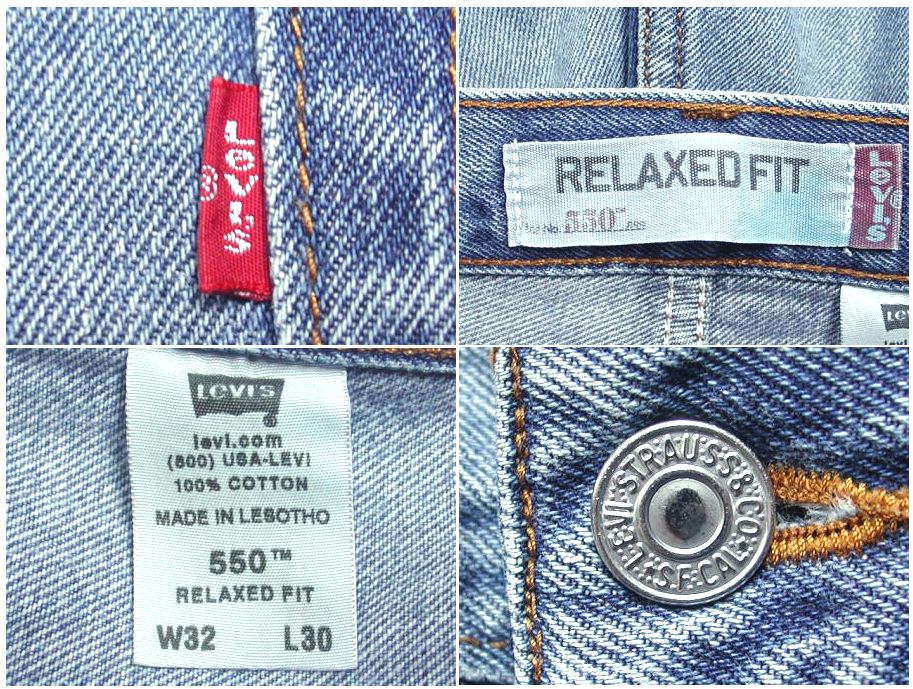 LEVI'S
®
RELAXED FIT
550™
LEVI'S
®
LEVI'S
®
levi.com
(800) USA-LEVI
100% COTTON
MADE IN LESOTHO
550™
RELAXED FIT
W32 L30
LEVI STRAUSS & CO
S.F. CAL